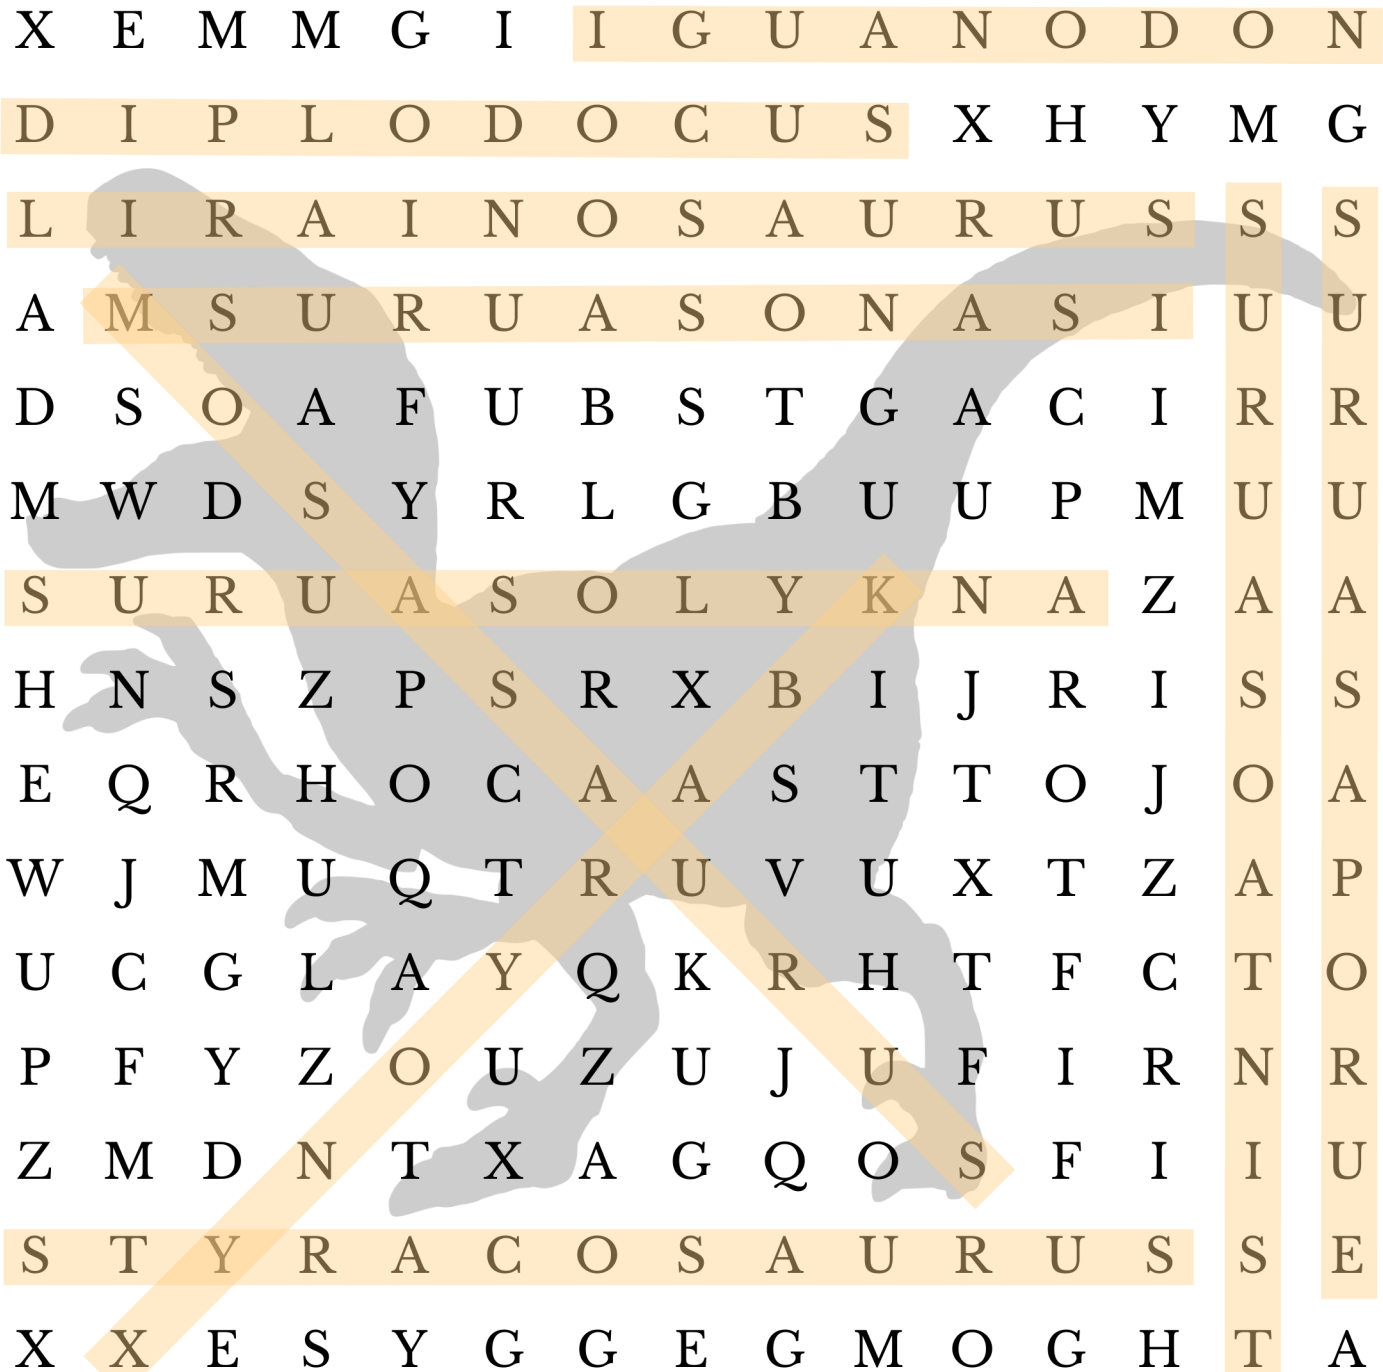 X E M M G I I G U A N O D O N
D I P L O D O C U S X H Y M G
L I R A I N O S A U R U S S S
A M S U R U A S O N A S I U U
D S O A F U B S T G A C I R R
M W D S Y R L G B U U P M U U
S U R U A S O L Y K N A Z A A
H N S Z P S R X B I J R I S S
E Q R H O C A A S T T O J O A
W J M U Q T R U V U X T Z A P
U C G L A Y Q K R H T F C T O
P F Y Z O U Z U J U F I R N R
Z M D N T X A G Q O S F I I U
S T Y R A C O S A U R U S S E
X X E S Y G G E G M O G H T A